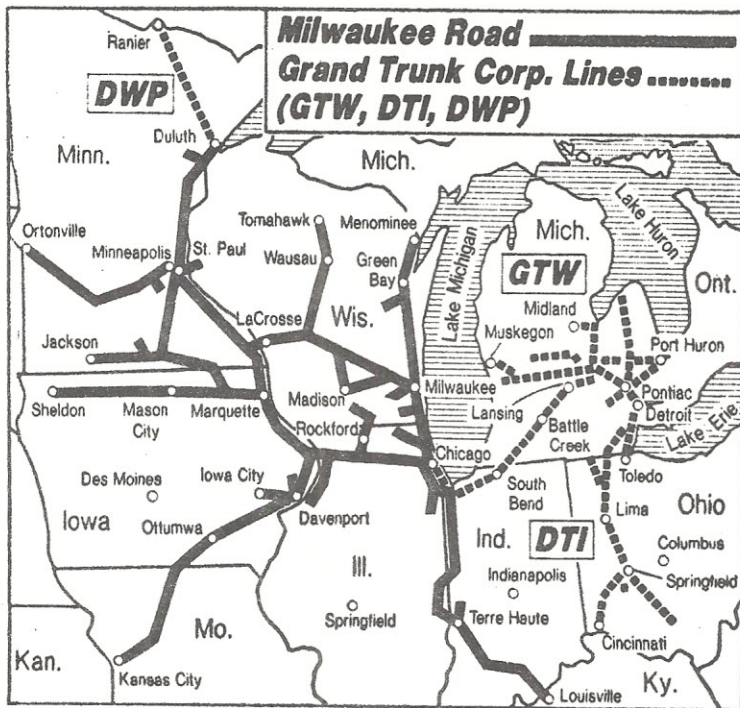 Milwaukee Road
Grand Trunk Corp. Lines
(GTW, DTI, DWP)
Ranier
DWP
Duluth
Minn.
Mich.
Ortonville
Minneapolis
St. Paul
Tomahawk
Wausau
Menominee
Green
Bay
Lake Michigan
Mich.
Lake Huron
GTW
Ont.
Midland
Jackson
LaCrosse
Wis.
Muskegon
Port Huron
Sheldon
Mason
City
Marquette
Madison
Milwaukee
Lansing
Pontiac
Detroit
Rockford
Battle
Creek
Lake Erie
Chicago
Des Moines
Iowa City
South
Bend
Toledo
Iowa
Ottumwa
Davenport
Lima
Ohio
Ind.
DTI
Columbus
Ill.
Indianapolis
Springfield
Springfield
Mo.
Terre Haute
Cincinnati
Kan.
Kansas City
Louisville
Ky.